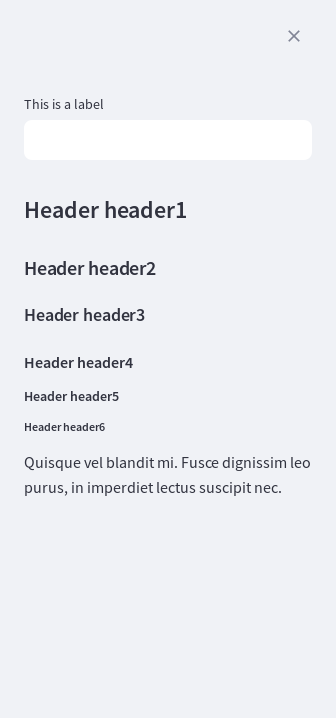 This is a label
Header header1
Header header2
Header header3
Header header4
Header header5
Header header6
Quisque vel blandit mi. Fusce dignissim leo
purus, in imperdiet lectus suscipit nec.